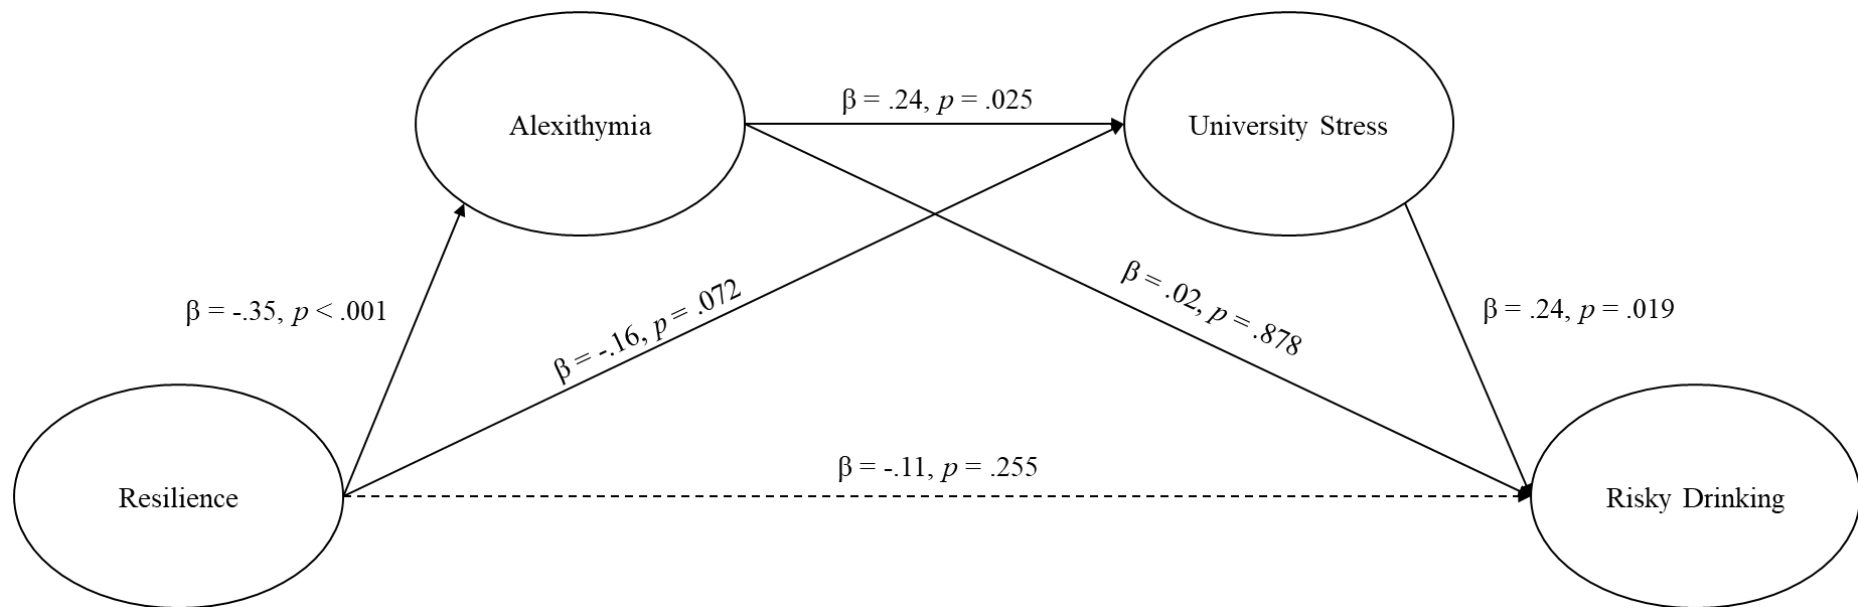 β = .24, p = .025
Alexithymia
University Stress
β = -.35, p < .001
β = -.16, p = .072
β = .02, p = .878
β = .24, p = .019
β = -.11, p = .255
Resilience
Risky Drinking